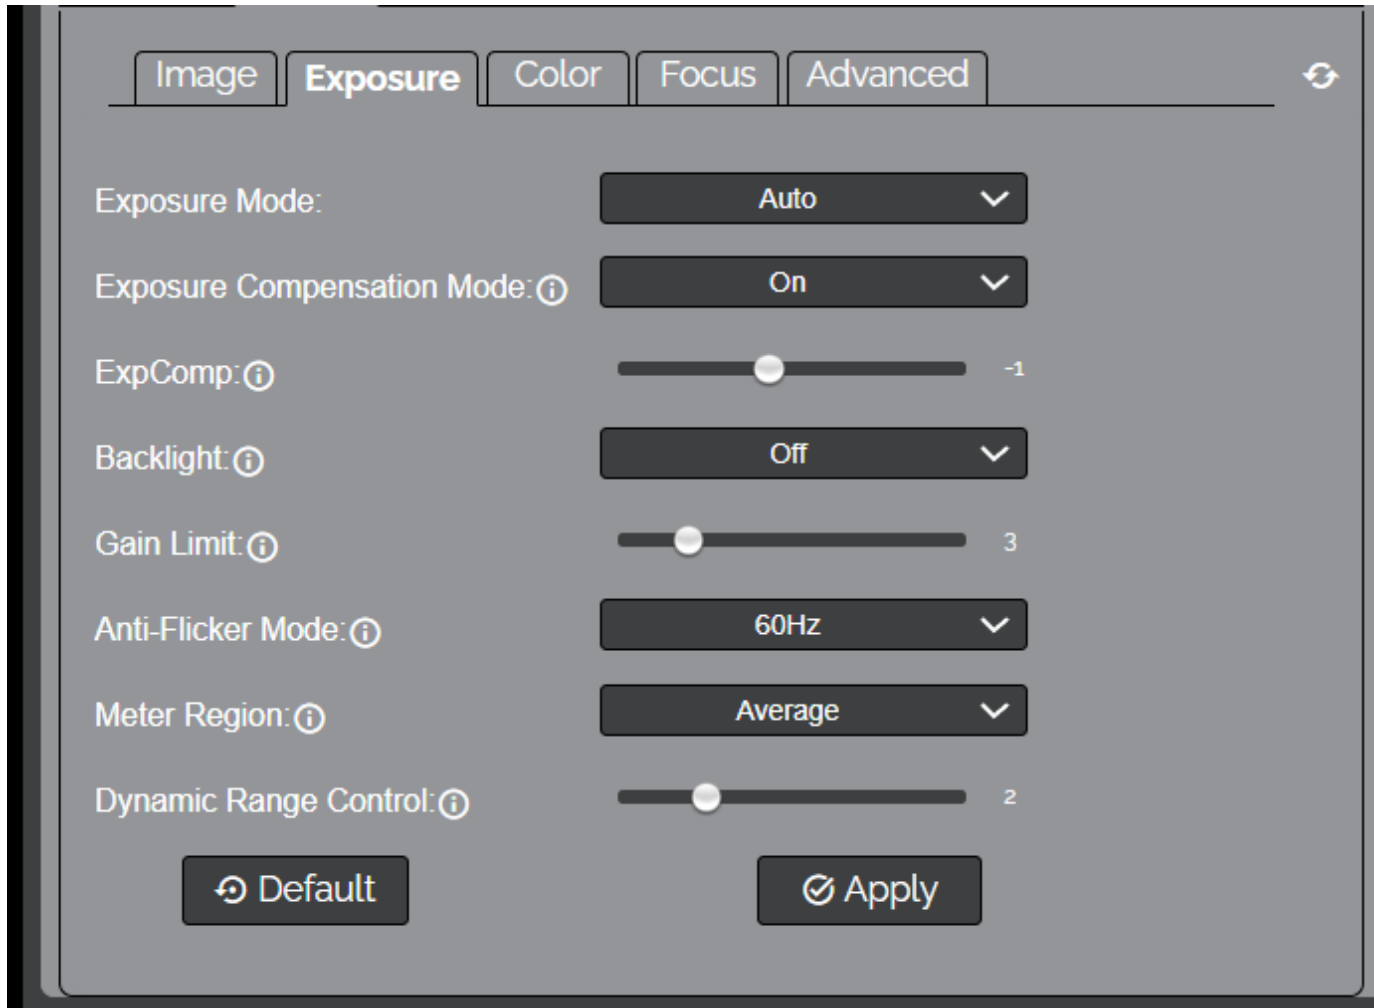 Image Exposure Color Focus Advanced
Exposure Mode: Auto
Exposure Compensation Mode: On
ExpComp: -1
Backlight: Off
Gain Limit: 3
Anti-Flicker Mode: 60Hz
Meter Region: Average
Dynamic Range Control: 2
Default Apply